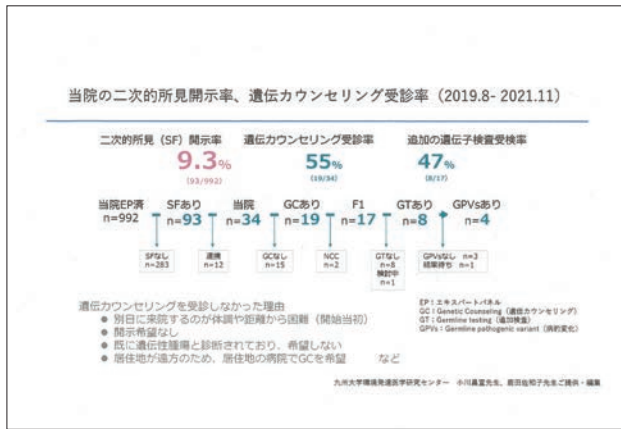 当院の二次的所見開示率、遺伝カウンセリング受診率（2019.8- 2021.11）
二次的所見（SF）開示率 遺伝カウンセリング受診率 追加の遺伝子検査受検率
9.3% 55% 47%
(93/992) (19/34) (8/17)
当院EP済 SFあり 当院 GCあり F1 GTあり GPVsあり
n=992 n=93 n=34 n=19 n=17 n=8 n=4
SFなし 連携 GCなし NCC GTなし GPVsなし n=3
n=283 n=12 n=15 n=2 n=8 結果待ち n=1
検討中
n=1
遺伝カウンセリングを受診しなかった理由
● 別日に来院するのが体調や距離から困難（開始当初）
● 開示希望なし
● 既に遺伝性腫瘍と診断されており、希望しない
● 居住地が遠方のため、居住地の病院でGCを希望 など
EP：エキスパートパネル
GC：Genetic Counseling（遺伝カウンセリング）
GT：Germline testing（追加検査）
GPVs：Germline pathogenic variant（病的変化）
九州大学環境発達医学研究センター 小川昌宣先生、田佐和子先生ご提供・編集